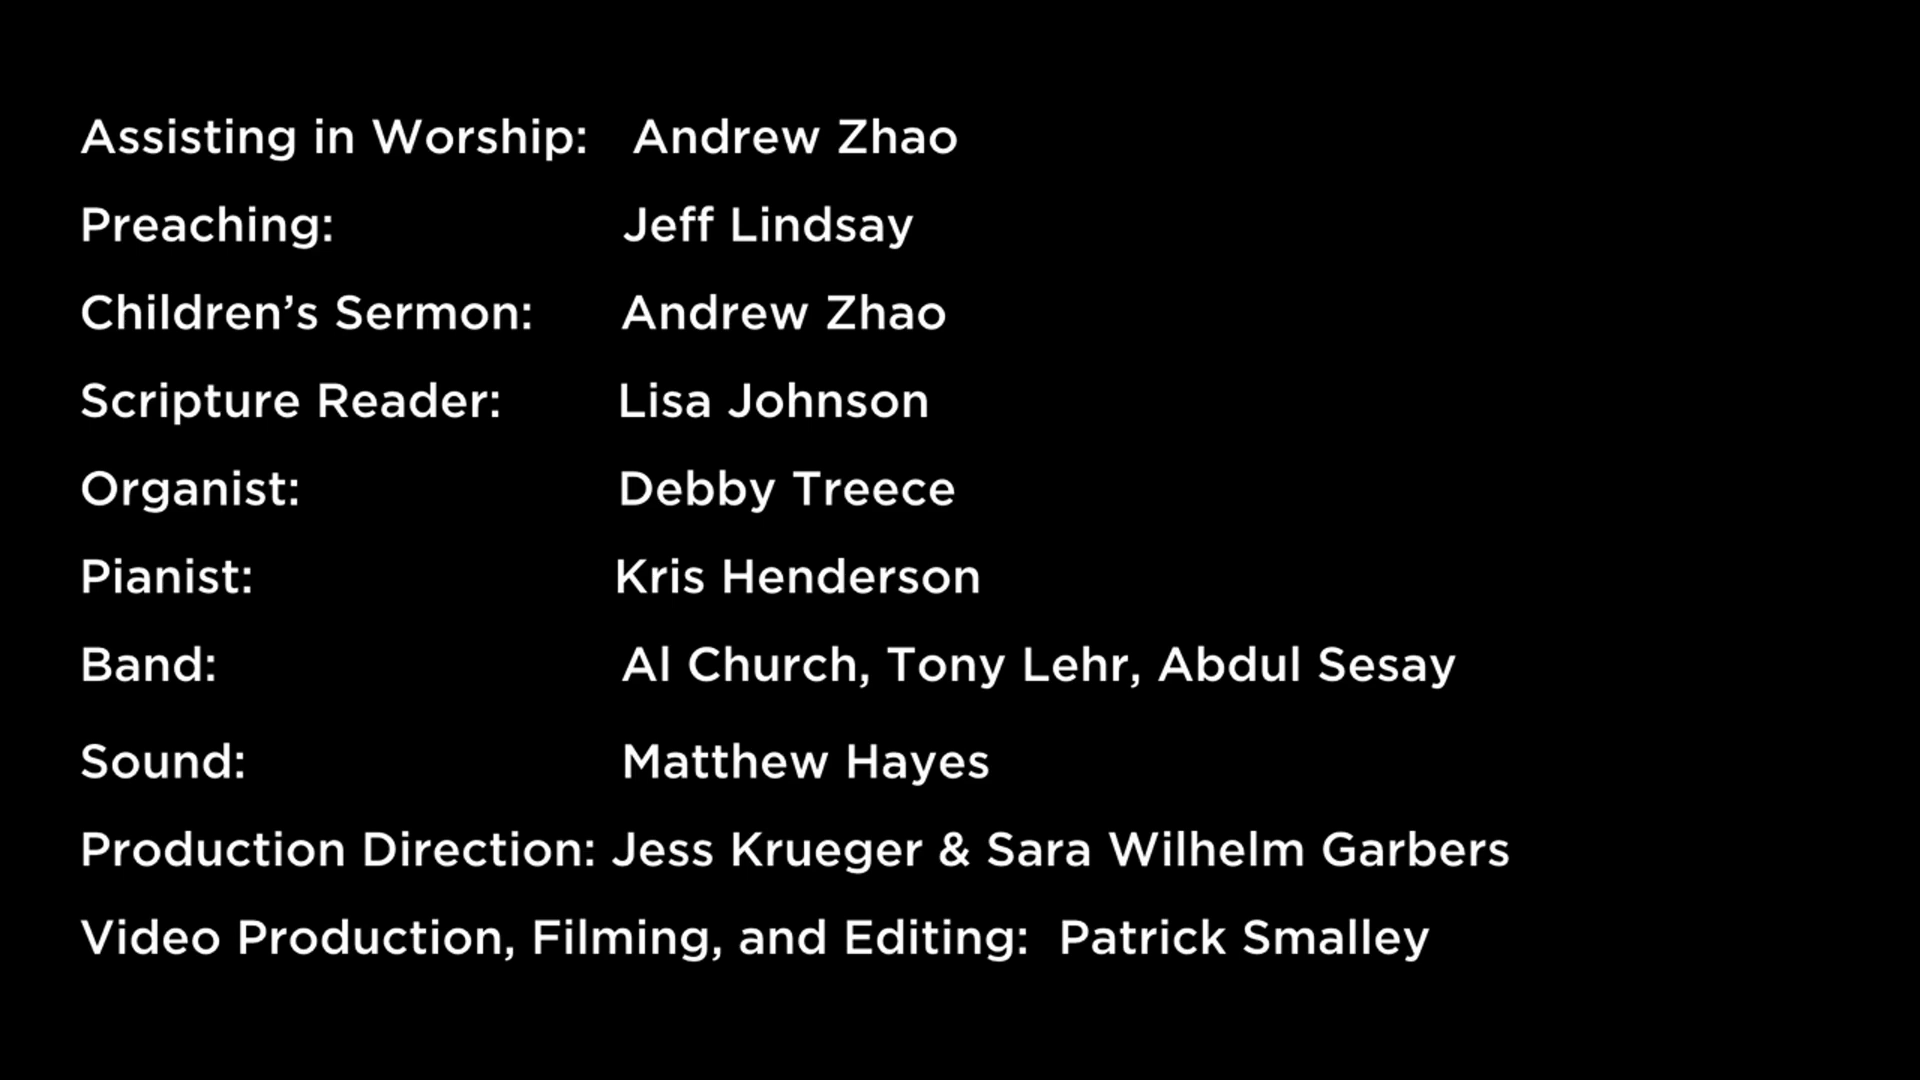 Assisting in Worship: Andrew Zhao
Preaching: Jeff Lindsay
Children’s Sermon: Andrew Zhao
Scripture Reader: Lisa Johnson
Organist: Debby Treece
Pianist: Kris Henderson
Band: Al Church, Tony Lehr, Abdul Sesay
Sound: Matthew Hayes
Production Direction: Jess Krueger & Sara Wilhelm Garbers
Video Production, Filming, and Editing: Patrick Smalley